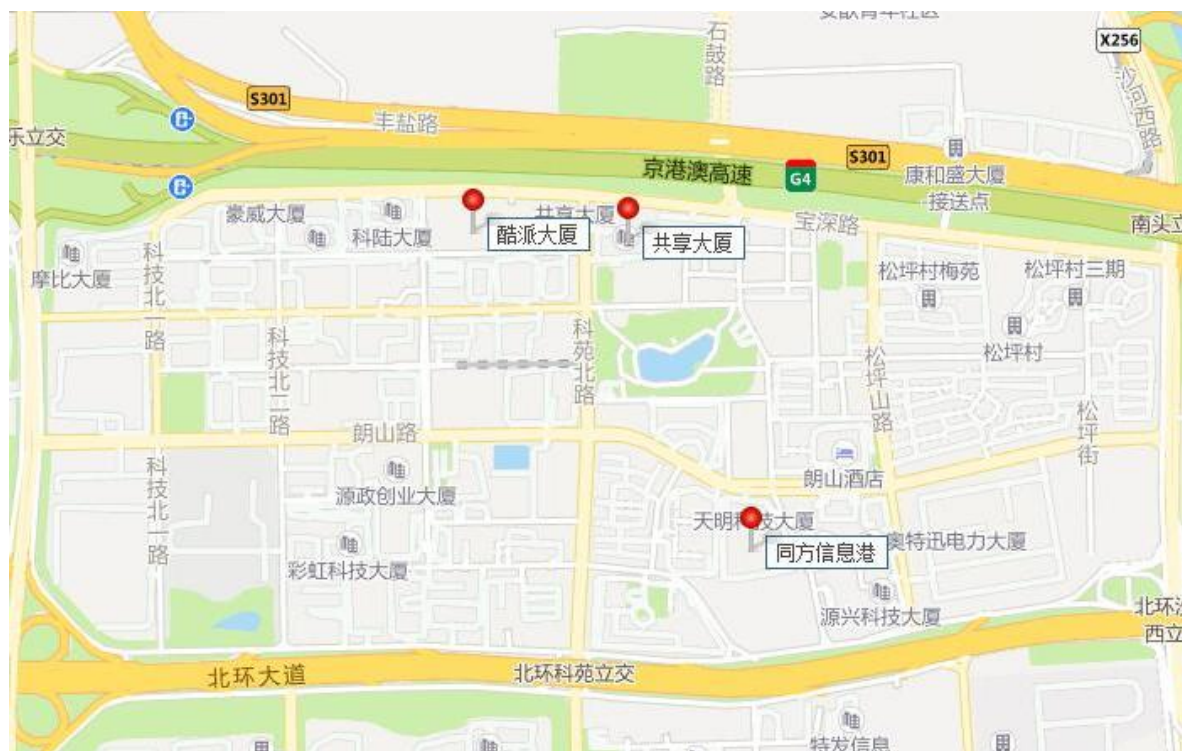 石鼓路
X256
沙河西路
S301
丰盐路
乐立交
京港澳高速
G4
S301
康和盛大厦
接送点
豪威大厦
科陆大厦
酷派大厦
共享大厦
共享大厦
宝深路
南头立
摩比大厦
科技北一路
科技北二路
科苑北路
松坪村梅苑
松坪村三期
松坪村
松坪山路
松坪街
朗山路
朗山酒店
科技北一路
源政创业大厦
天明科技大厦
同方信息港
奥特迅电力大厦
彩虹科技大厦
源兴科技大厦
北环大道
北环科苑立交
北环沙
西立
特发信息